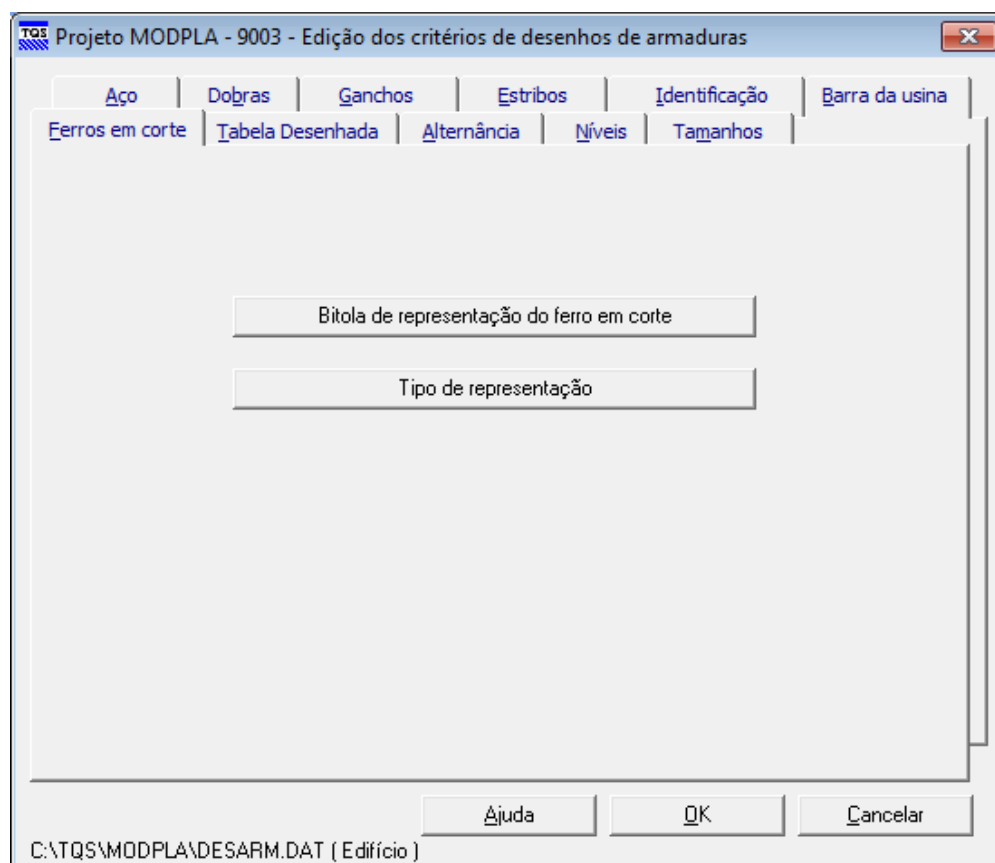 TQS Projeto MODPLA - 9003 - Edição dos critérios de desenhos de armaduras
Aço Dobras Ganchos Estribos Identificação Barra da usina
Ferros em corte Tabela Desenhada Alternância Níveis Tamanhos
Bitola de representação do ferro em corte
Tipo de representação
Ajuda OK Cancelar
C:\TQS\MODPLA\DESARM.DAT ( Edifício )